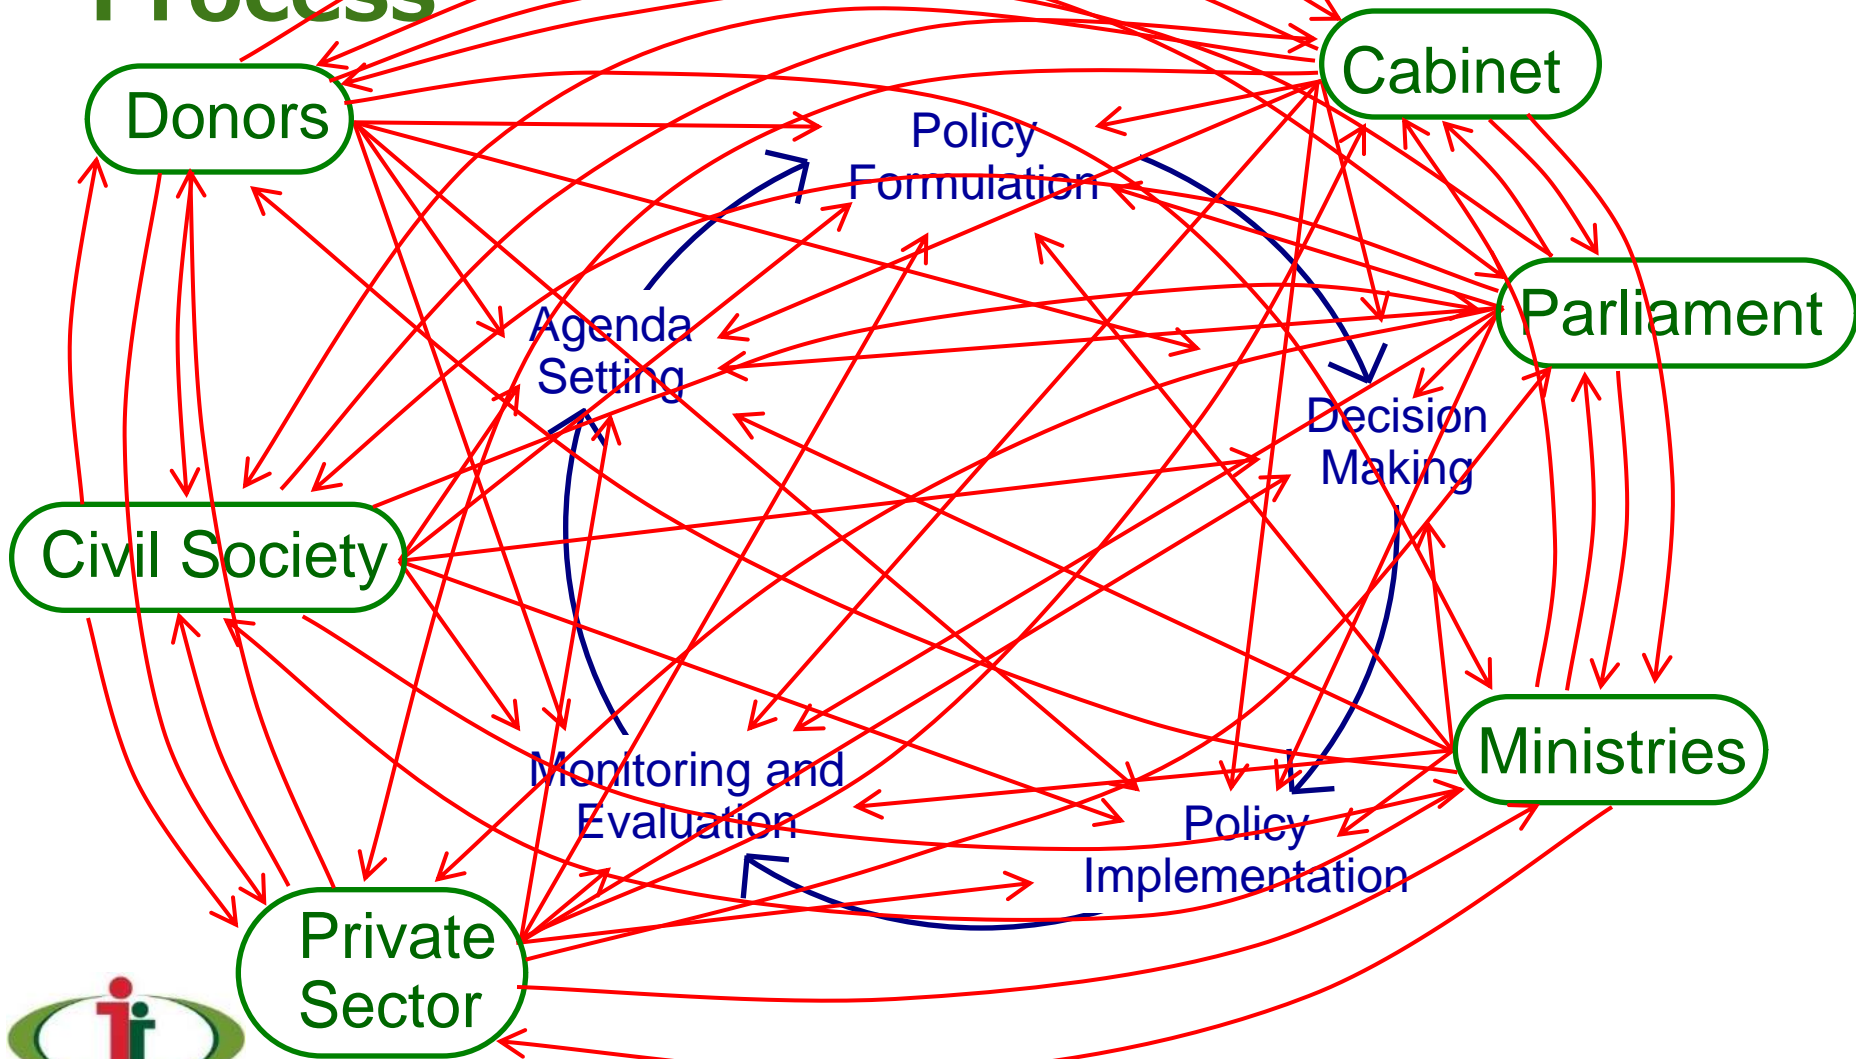 Process
Cabinet
Donors
Policy
Formulation
Parliament
Agenda
Setting
Decision
Making
Civil Society
Ministries
Monitoring and
Evaluation
Policy
Implementation
Private
Sector